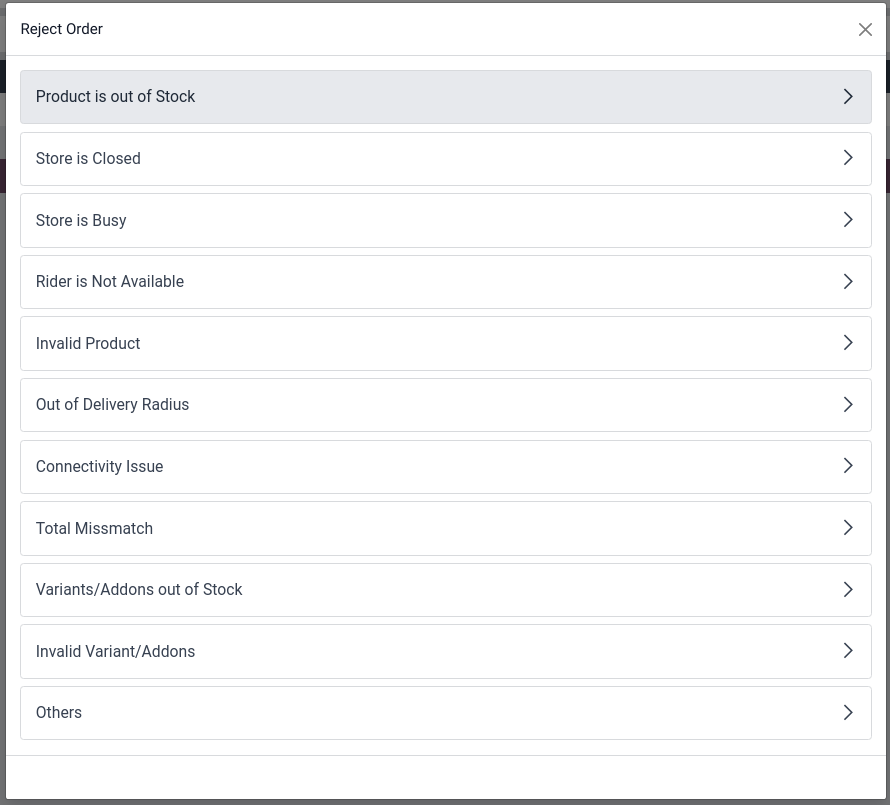 Reject Order
Product is out of Stock
Store is Closed
Store is Busy
Rider is Not Available
Invalid Product
Out of Delivery Radius
Connectivity Issue
Total Missmatch
Variants/Addons out of Stock
Invalid Variant/Addons
Others